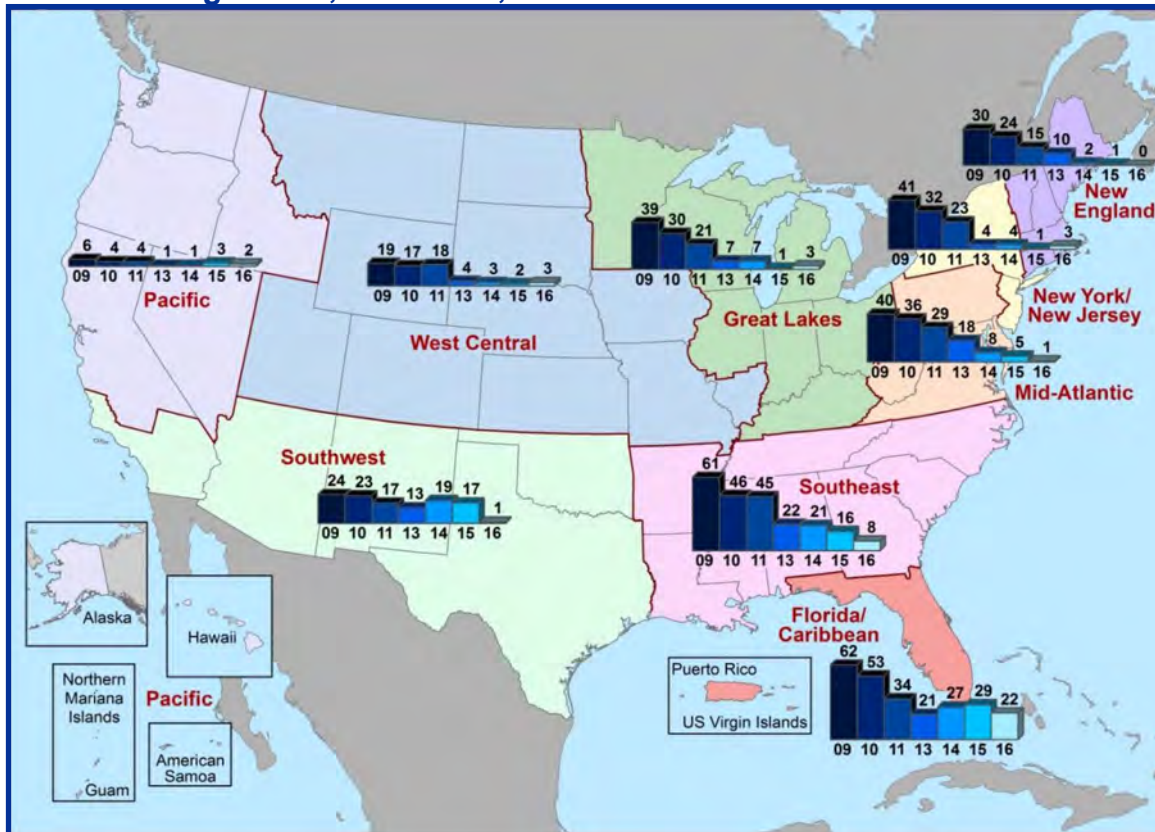 30 24 15 10 2 1 0
09 10 11 13 14 15 16
New
England
41 32 23 4 4 1 3
09 10 11 13 14 15 16
New York/
New Jersey
39 30 21 7 7 1 3
09 10 11 13 14 15 16
Great Lakes
6 4 4 1 1 3 2
09 10 11 13 14 15 16
Pacific
19 17 18 4 3 2 3
09 10 11 13 14 15 16
West Central
40 36 29 18 8 5 1
09 10 11 13 14 15 16
Mid-Atlantic
Southwest
24 23 17 13 19 17 1
09 10 11 13 14 15 16
61 46 45 22 21 16 8
09 10 11 13 14 15 16
Southeast
Florida/
Caribbean
62 53 34 21 27 29 22
09 10 11 13 14 15 16
Alaska
Hawaii
Northern
Mariana
Islands
Guam
Pacific
American
Samoa
Puerto Rico
US Virgin Islands